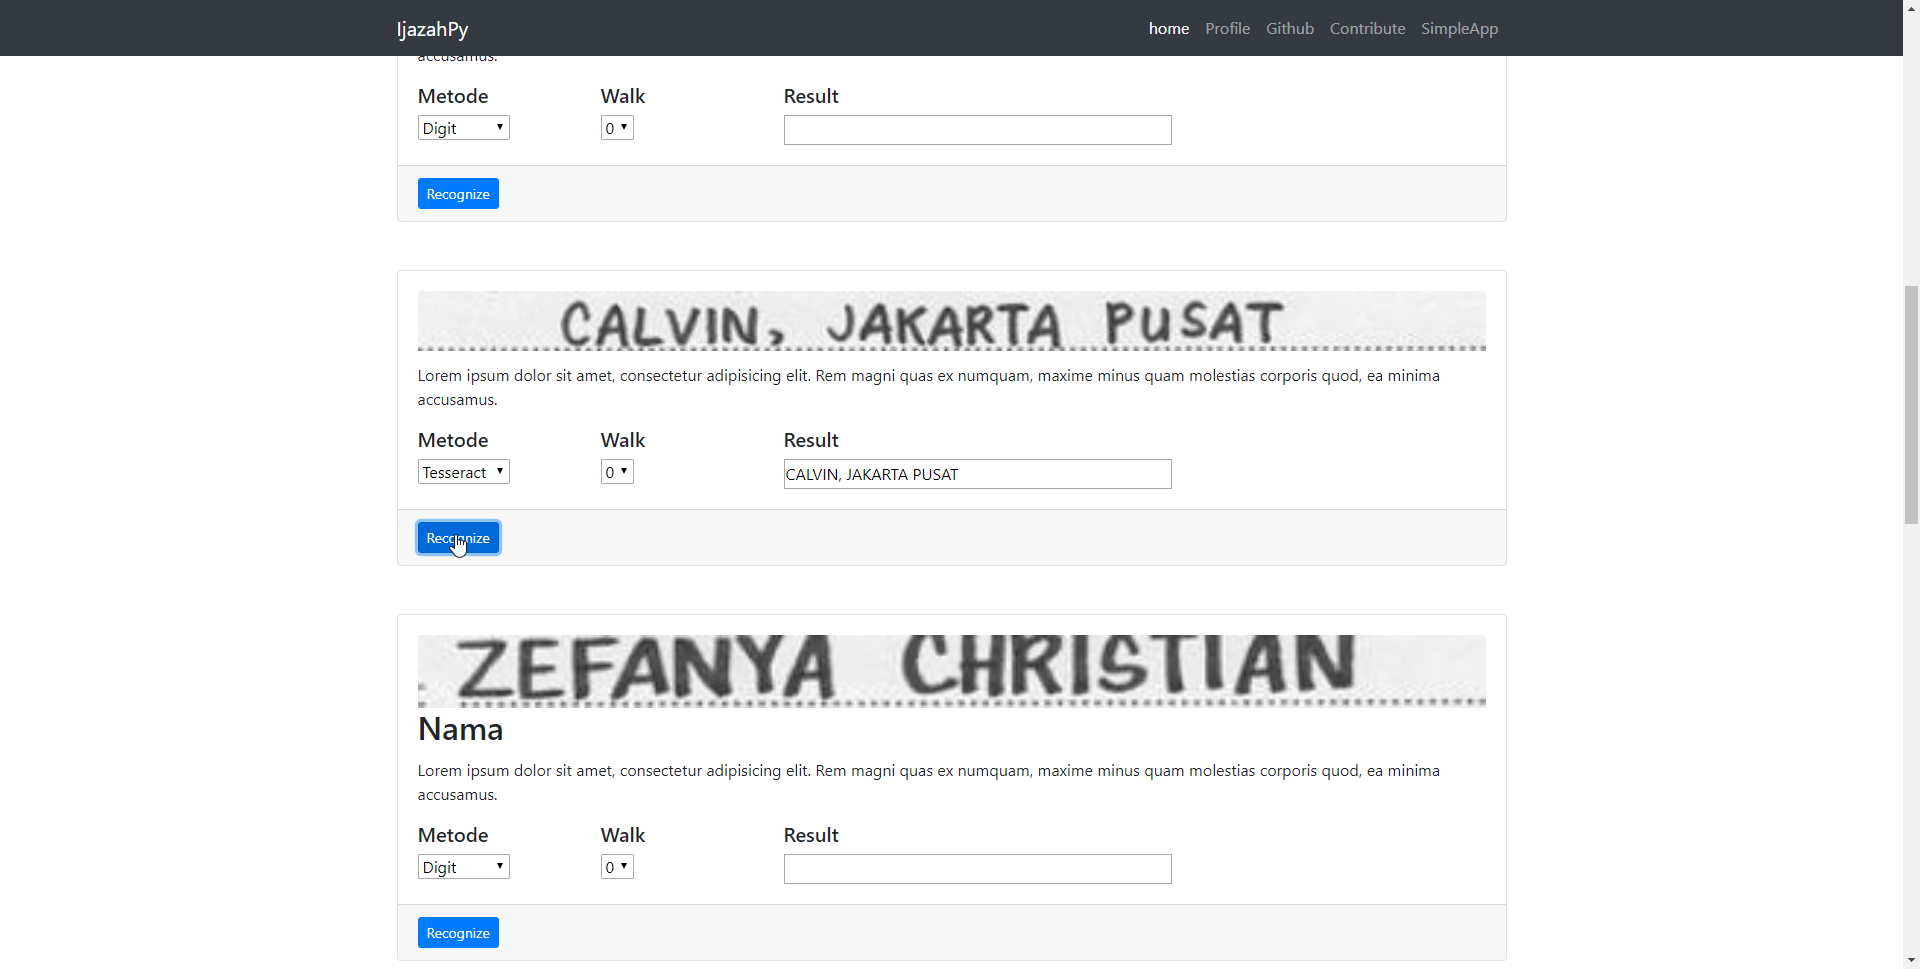 IjazahPy home Profile Github Contribute SimpleApp
accusamus.
Metode Walk Result
Digit 0
Recognize
CALVIN, JAKARTA PUSAT
Lorem ipsum dolor sit amet, consectetur adipisicing elit. Rem magni quas ex numquam, maxime minus quam molestias corporis quod, ea minima
accusamus.
Metode Walk Result
Tesseract 0 CALVIN, JAKARTA PUSAT
Recognize
ZEFANYA CHRISTIAN
Nama
Lorem ipsum dolor sit amet, consectetur adipisicing elit. Rem magni quas ex numquam, maxime minus quam molestias corporis quod, ea minima
accusamus.
Metode Walk Result
Digit 0
Recognize